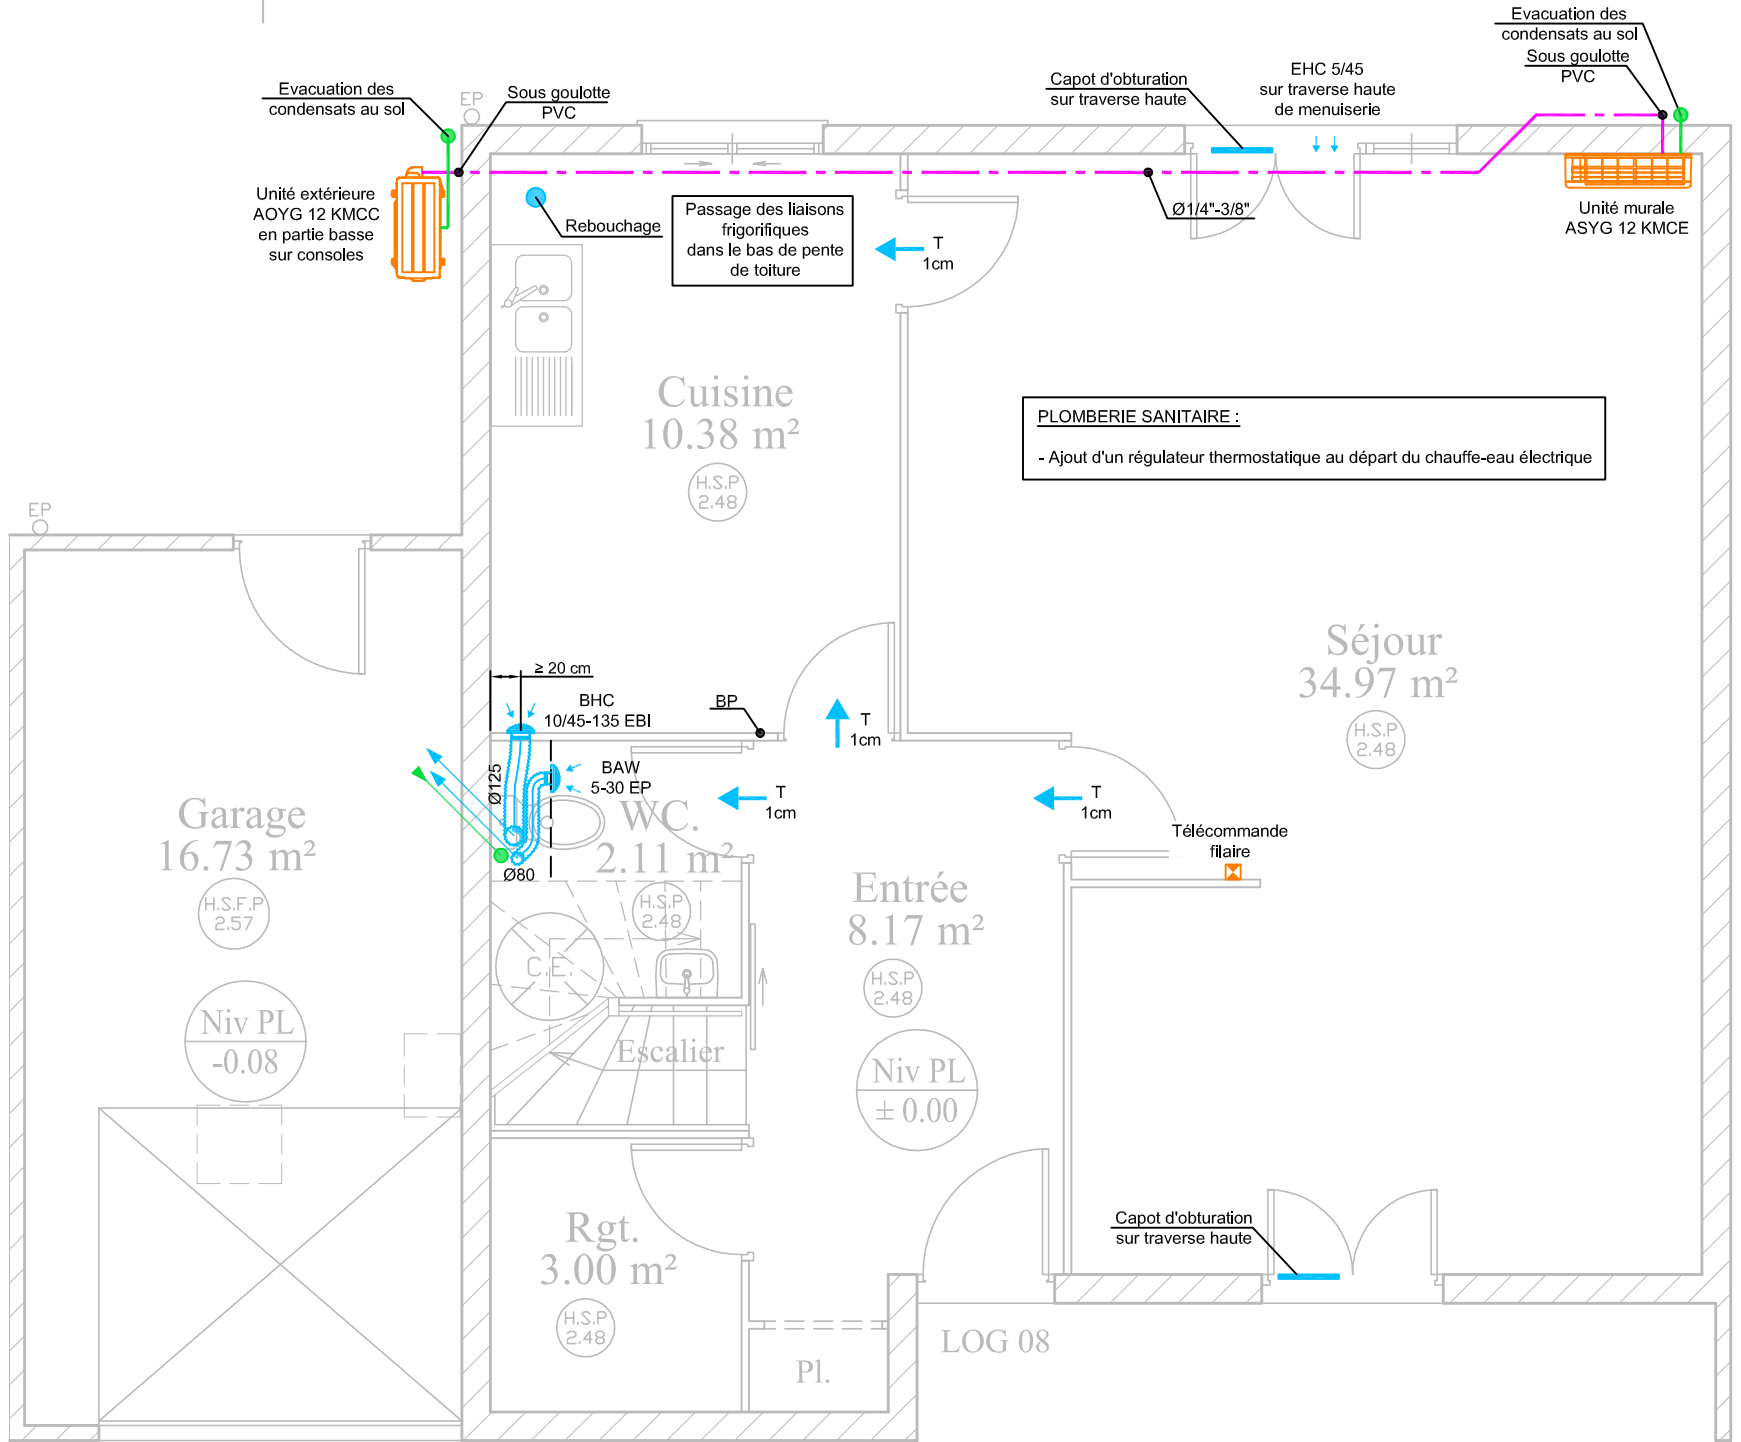 Evacuation des
condensats au sol
EP
Sous goulotte
PVC
Capot d'obturation
sur traverse haute
EHC 5/45
sur traverse haute
de menuiserie
Evacuation des
condensats au sol
Sous goulotte
PVC
Unité extérieure
AOYG 12 KMCC
en partie basse
sur consoles
Rebouchage
Passage des liaisons
frigorifiques
dans le bas de pente
de toiture
T
1cm
Ø1/4"-3/8"
Unité murale
ASYG 12 KMCE
Cuisine
10.38 m²
H.S.P
2.48
PLOMBERIE SANITAIRE :
- Ajout d'un régulateur thermostatique au départ du chauffe-eau électrique
EP
Séjour
34.97 m²
H.S.P
2.48
≥ 20 cm
BHC
10/45-135 EBI
BP
T
1cm
Ø125
BAW
5-30 EP
T
1cm
T
1cm
Garage
16.73 m²
H.S.F.P
2.57
WC.
2.11 m²
Ø80
H.S.P
2.48
Télécommande
filaire
Entrée
8.17 m²
H.S.P
2.48
C.E.
Niv PL
-0.08
Escalier
Niv PL
± 0.00
Rgt.
3.00 m²
H.S.P
2.48
Capot d'obturation
sur traverse haute
LOG 08
Pl.